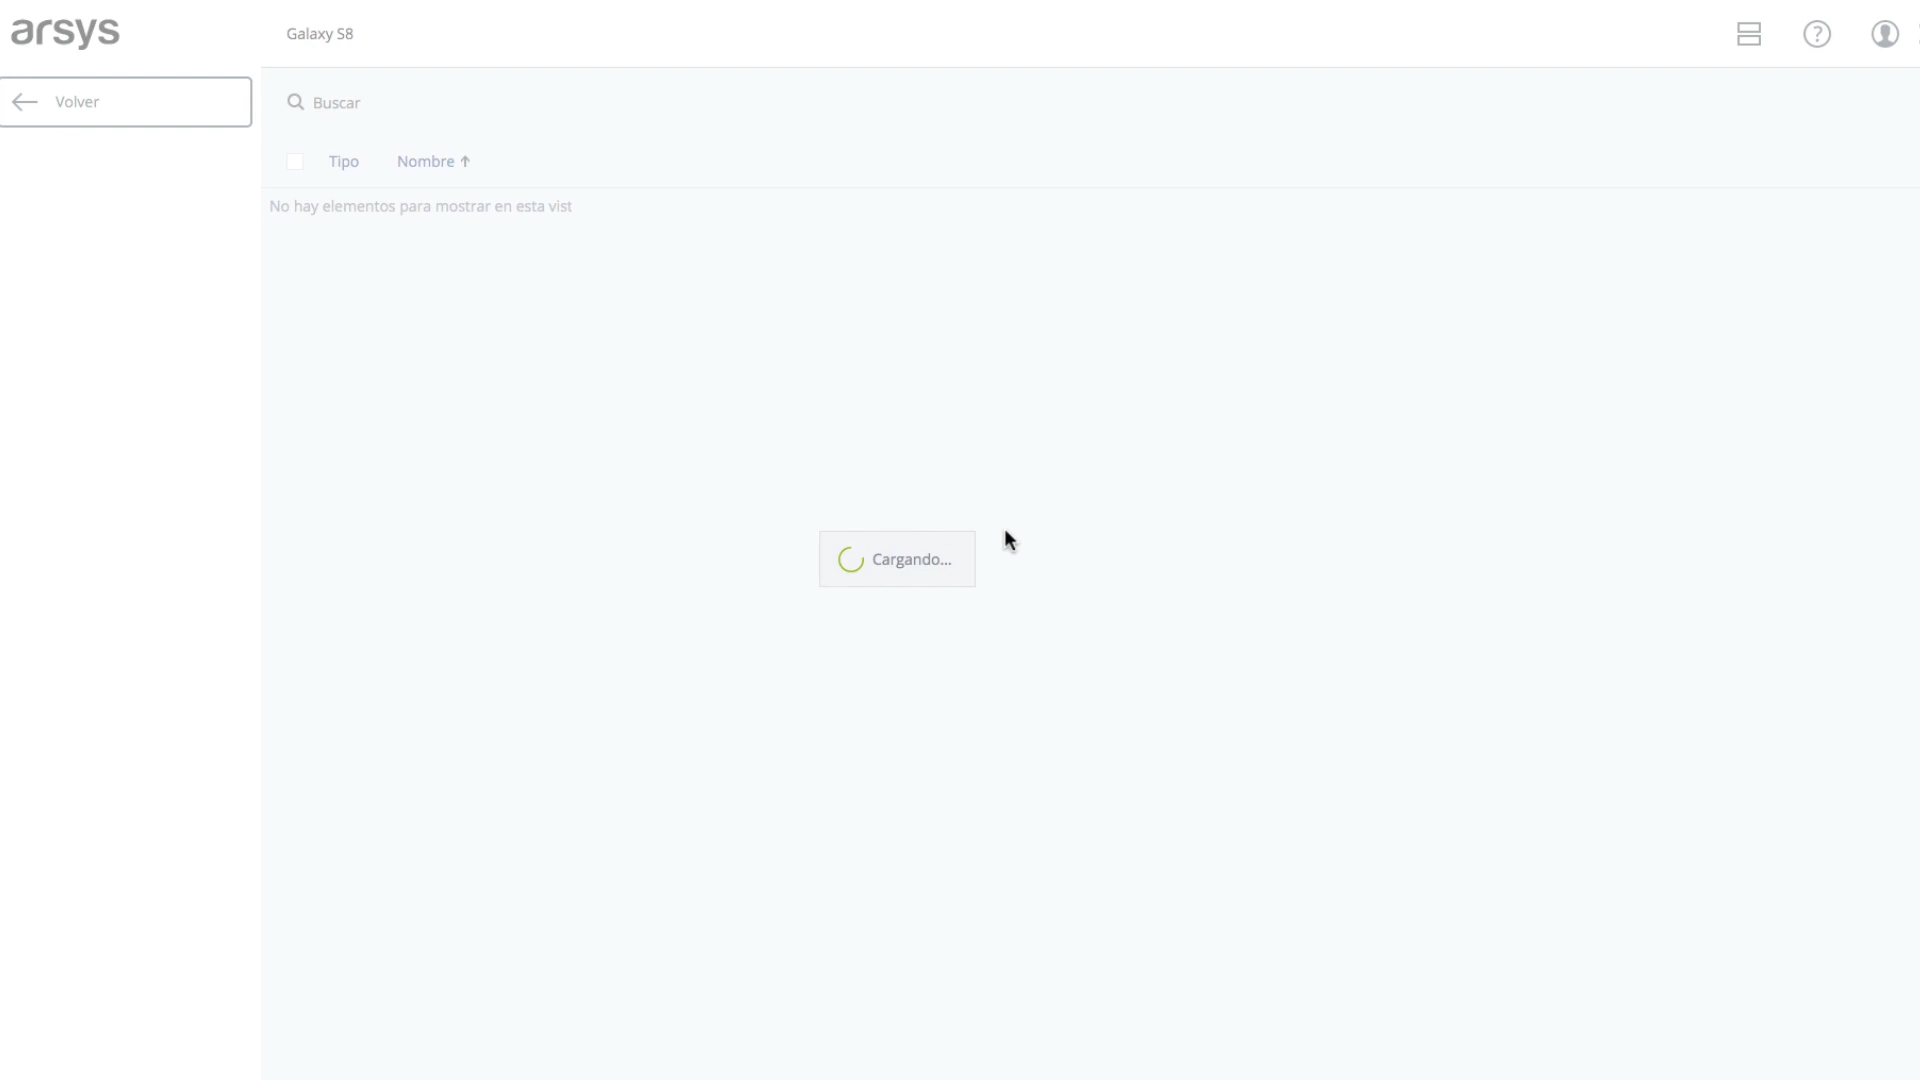 arsys
Galaxy S8
?
Volver
Buscar
Tipo Nombre ↑
No hay elementos para mostrar en esta vist
Cargando...